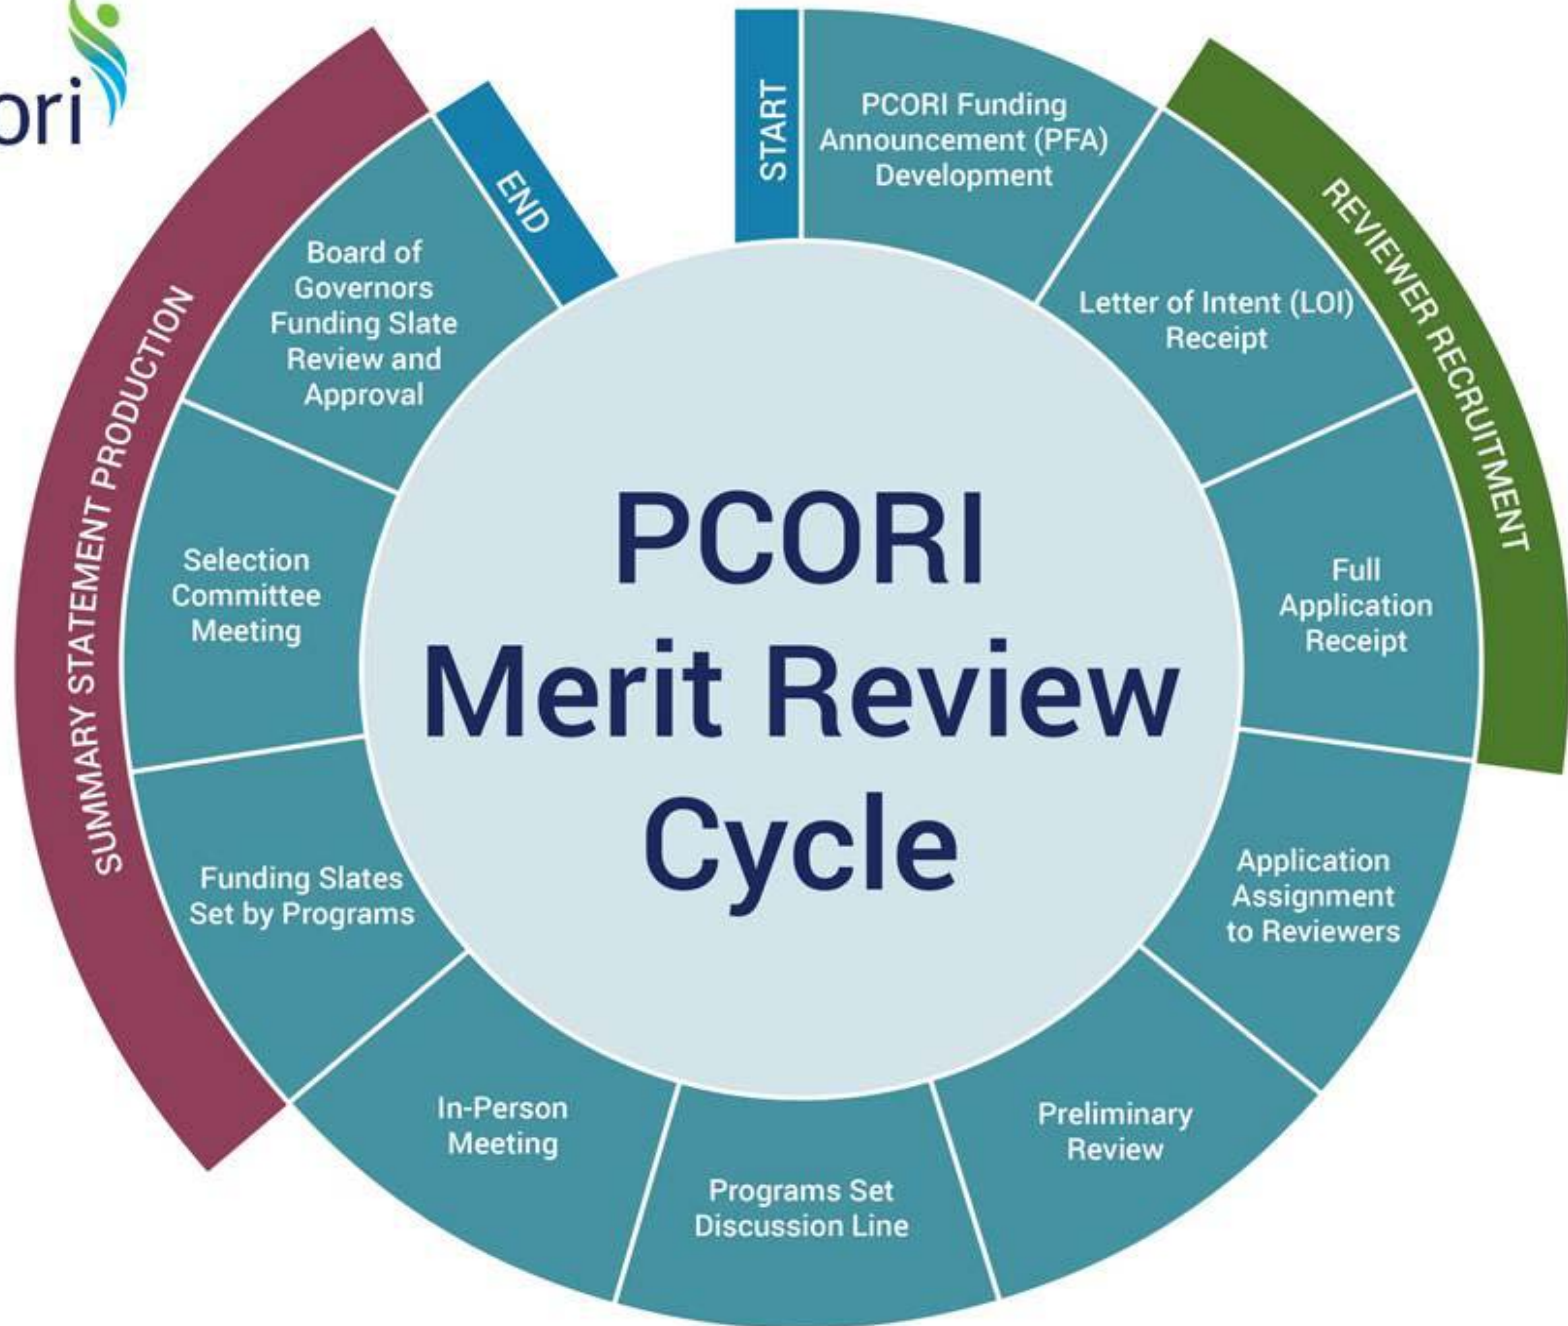 ori
START
PCORI Funding
Announcement (PFA)
Development
REVIEWER RECRUITMENT
Letter of Intent (LOI)
Receipt
Full
Application
Receipt
Application
Assignment
to Reviewers
Preliminary
Review
Programs Set
Discussion Line
In-Person
Meeting
SUMMARY STATEMENT PRODUCTION
Funding Slates
Set by Programs
Selection
Committee
Meeting
Board of
Governors
Funding Slate
Review and
Approval
END
PCORI
Merit Review
Cycle